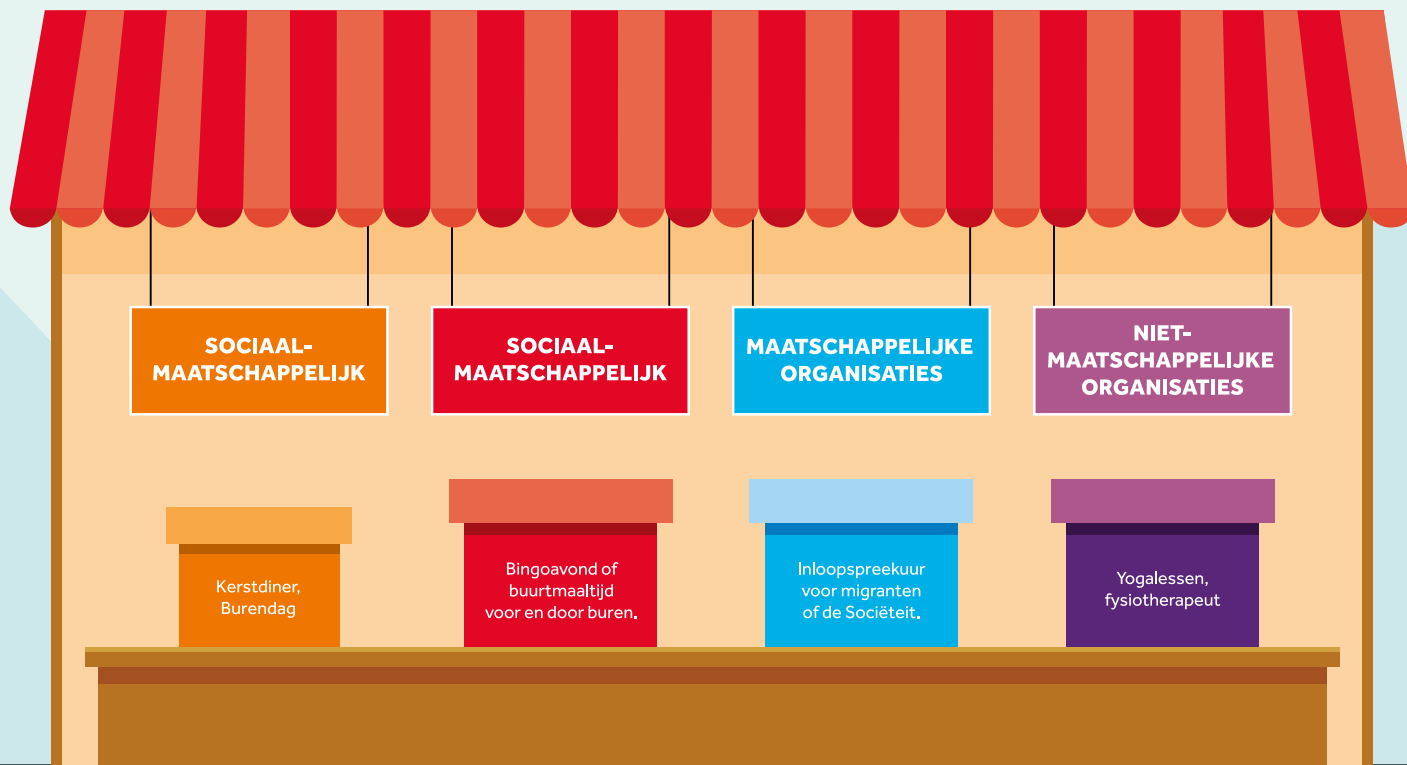 SOCIAAL-
MAATSCHAPPELIJK
SOCIAAL-
MAATSCHAPPELIJK
MAATSCHAPPELIJKE
ORGANISATIES
NIET-
MAATSCHAPPELIJKE
ORGANISATIES
Kerstdiner,
Burendag
Bingoavond of
buurtmaaltijd
voor en door buren.
Inloopspreekuur
voor migranten
of de Sociëteit.
Yogalessen,
fysiotherapeut